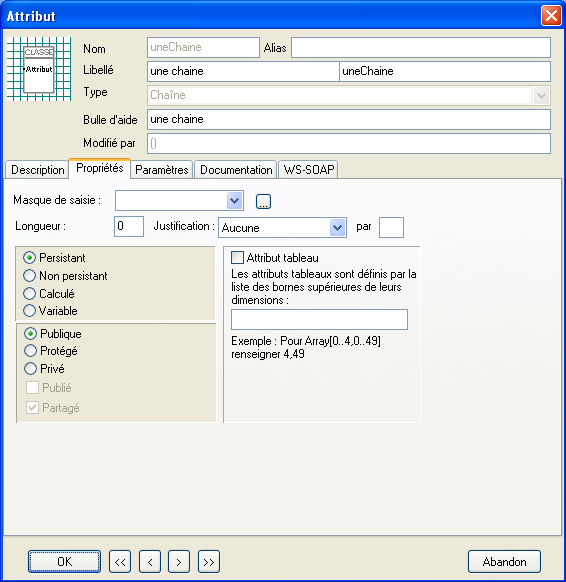 Attribut
CLASSE
Attribut
Nom uneChaine Alias
Libellé une chaine uneChaine
Type Chaîne
Bulle d'aide une chaine
Modifié par ()
Description Propriétés Paramètres Documentation WS-SOAP
Masque de saisie : ...
Longueur : 0 Justification : Aucune par
Persistant
Non persistant
Calculé
Variable
Publique
Protégé
Privé
Publié
Partagé
Attribut tableau
Les attributs tableaux sont définis par la
liste des bornes supérieures de leurs
dimensions :
Exemple : Pour Array[0..4,0..49]
renseigner 4,49
OK << < > >> Abandon